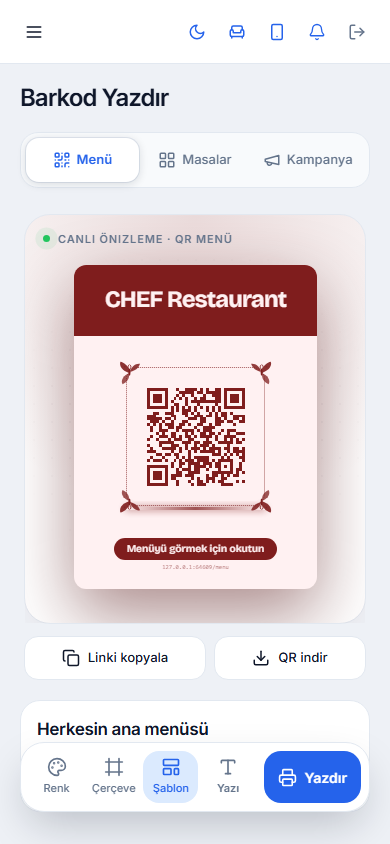 Barkod Yazdır
Menü
Masalar
Kampanya
CANLI ÖNİZLEME · QR MENÜ
CHEF Restaurant
Menüyü görmek için okutun
127.0.0.1:64609/menu
Linki kopyala
QR indir
Herkesin ana menüsü
Renk
Çerçeve
Şablon
Yazı
Yazdır